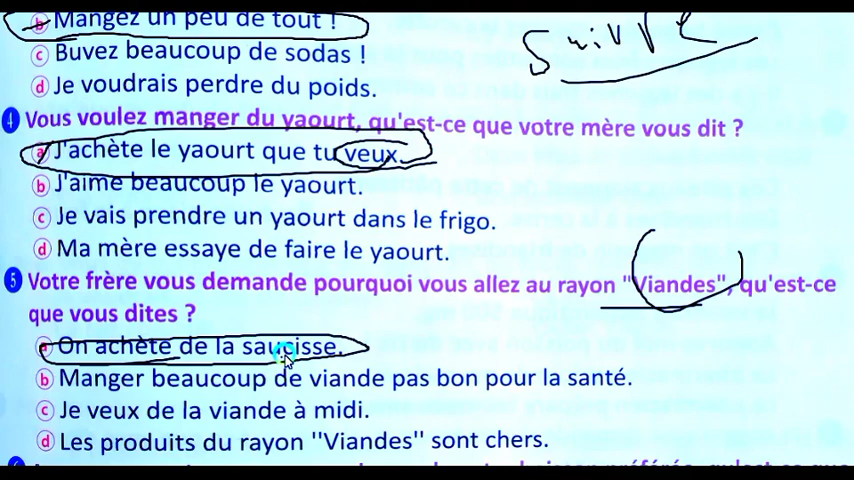 b Mangez un peu de tout !
suivre
c Buvez beaucoup de sodas !
d Je voudrais perdre du poids.
4 Vous voulez manger du yaourt, qu'est-ce que votre mère vous dit ?
a J'achète le yaourt que tu veux.
b J'aime beaucoup le yaourt.
c Je vais prendre un yaourt dans le frigo.
d Ma mère essaye de faire le yaourt.
5 Votre frère vous demande pourquoi vous allez au rayon "Viandes", qu'est-ce
que vous dites ?
a On achète de la saucisse.
b Manger beaucoup de viande pas bon pour la santé.
c Je veux de la viande à midi.
d Les produits du rayon "Viandes" sont chers.